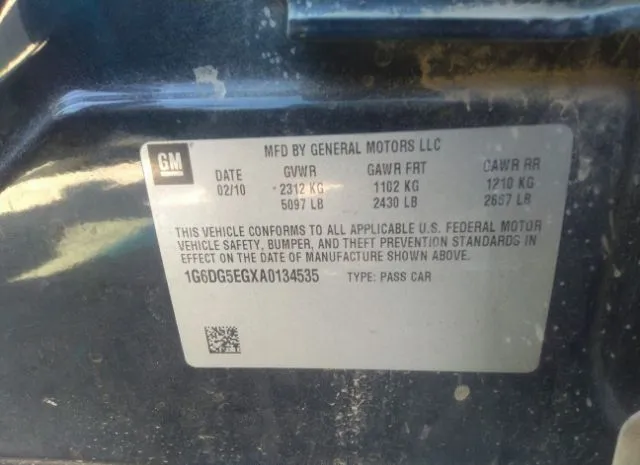 GM
MFD BY GENERAL MOTORS LLC
DATE GVWR GAWR FRT GAWR RR
02/10 2312 KG 1102 KG 1210 KG
5097 LB 2430 LB 2667 LB
THIS VEHICLE CONFORMS TO ALL APPLICABLE U.S. FEDERAL MOTOR
VEHICLE SAFETY, BUMPER, AND THEFT PREVENTION STANDARDS IN
EFFECT ON THE DATE OF MANUFACTURE SHOWN ABOVE.
1G6DG5EGXA0134535 TYPE: PASS CAR